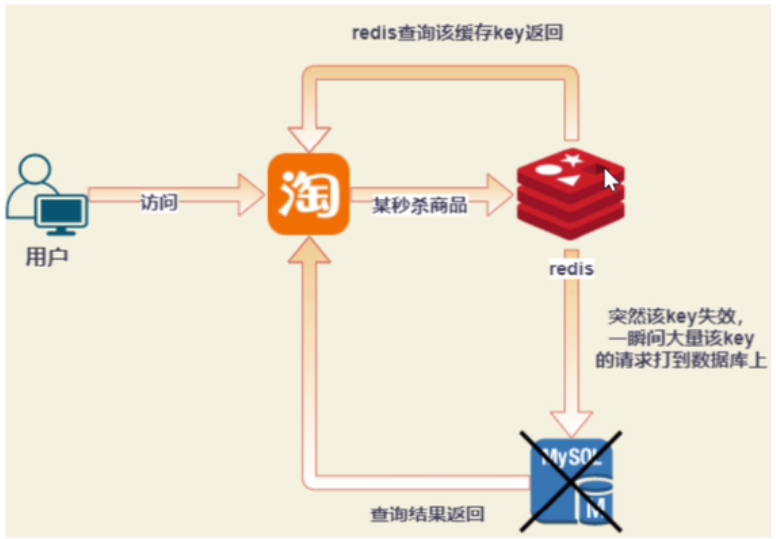 redis查询该缓存key返回
淘
访问
某秒杀商品
用户
redis
突然该key失效，
一瞬间大量该key
的请求打到数据库上
MySQL
M
查询结果返回